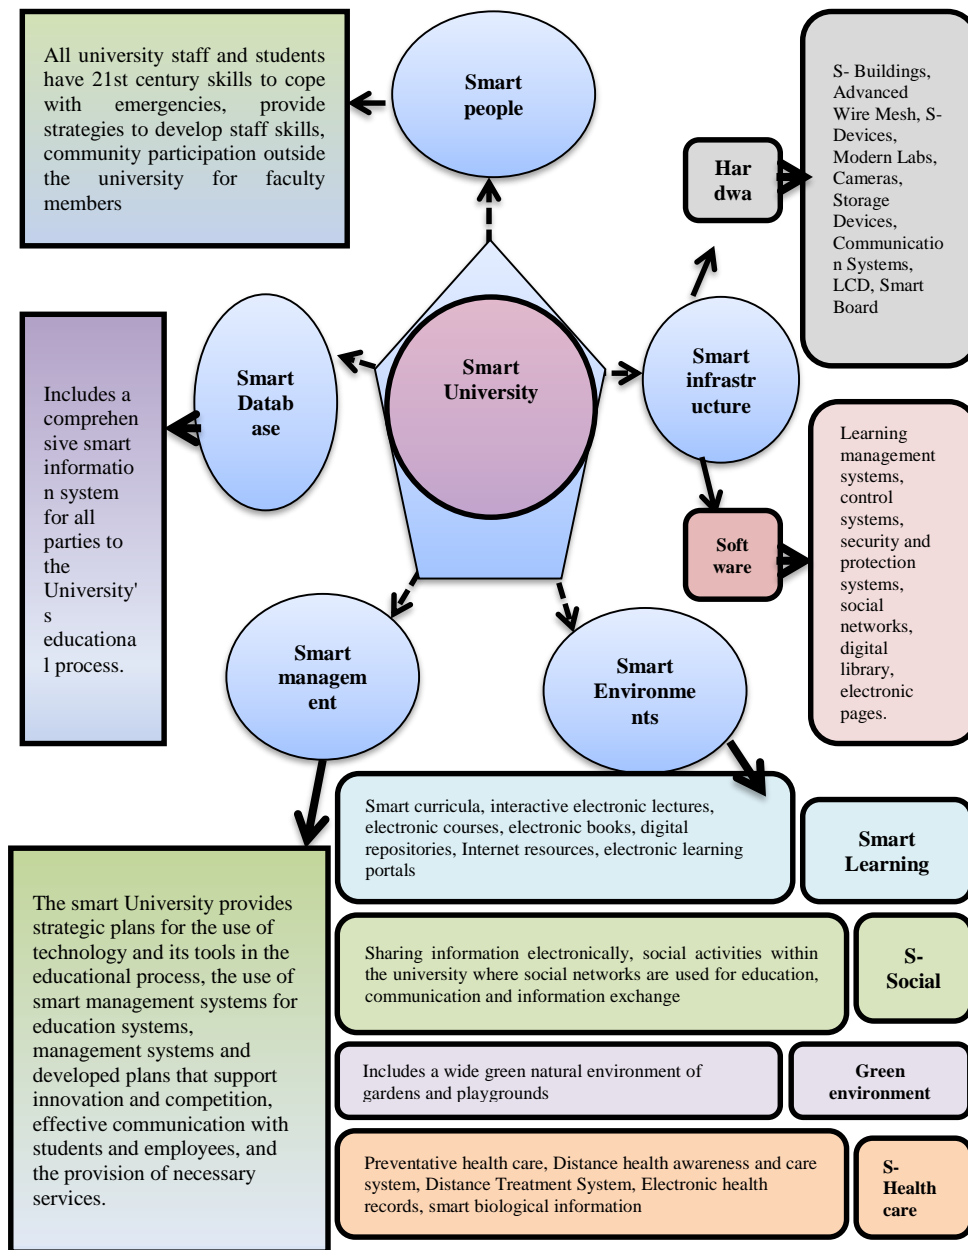 All university staff and students
have 21st century skills to cope
with emergencies, provide
strategies to develop staff skills,
community participation outside
the university for faculty
members
Smart
people
Har
dwa
S- Buildings,
Advanced
Wire Mesh, S-
Devices,
Modern Labs,
Cameras,
Storage
Devices,
Communicatio
n Systems,
LCD, Smart
Board
Includes a
comprehen
sive smart
informatio
n system
for all
parties to
the
University'
s
educationa
l process.
Smart
Datab
ase
Smart
University
Smart
infrastr
ucture
Soft
ware
Learning
management
systems,
control
systems,
security and
protection
systems,
social
networks,
digital
library,
electronic
pages.
Smart
managem
ent
Smart
Environme
nts
The smart University provides
strategic plans for the use of
technology and its tools in the
educational process, the use of
smart management systems for
education systems,
management systems and
developed plans that support
innovation and competition,
effective communication with
students and employees, and
the provision of necessary
services.
Smart curricula, interactive electronic lectures,
electronic courses, electronic books, digital
repositories, Internet resources, electronic learning
portals
Smart
Learning
Sharing information electronically, social activities within
the university where social networks are used for education,
communication and information exchange
S-
Social
Includes a wide green natural environment of
gardens and playgrounds
Green
environment
Preventative health care, Distance health awareness and care
system, Distance Treatment System, Electronic health
records, smart biological information
S-
Health
care